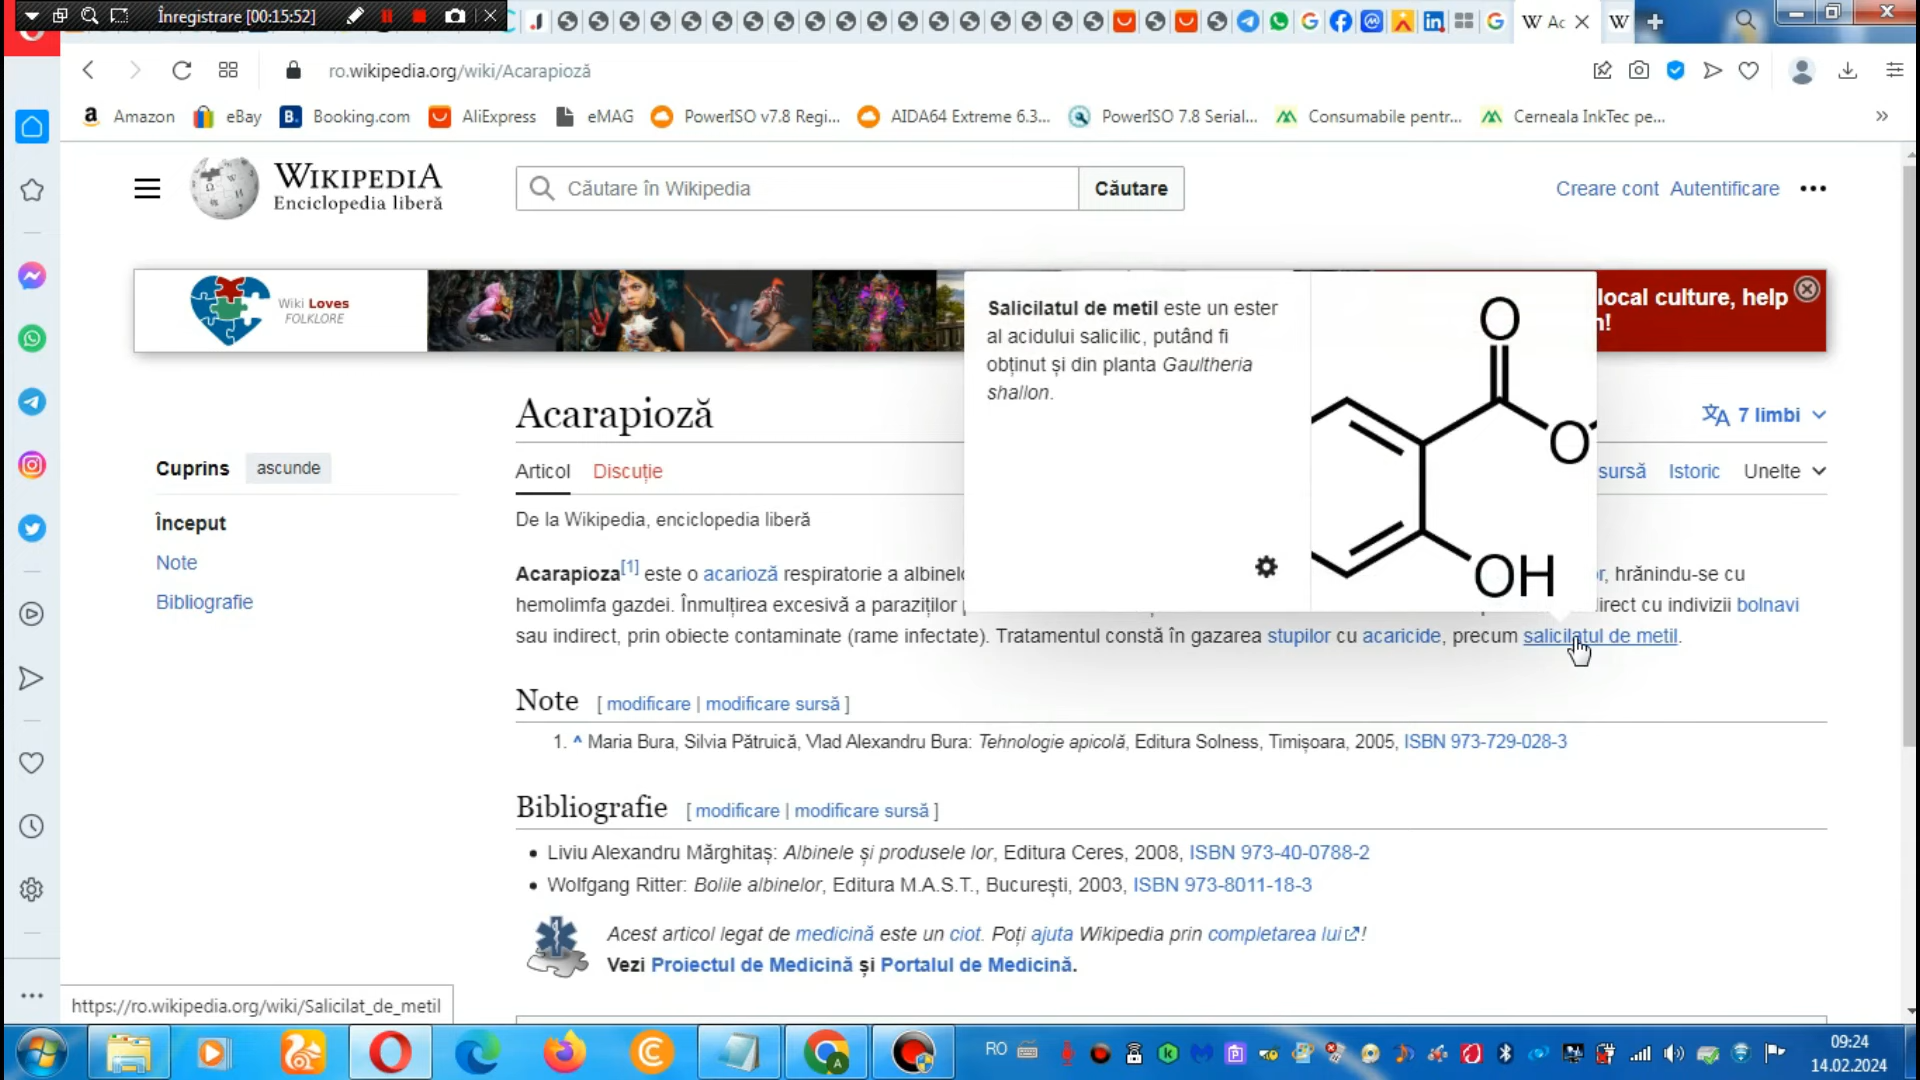 Înregistrare [00:15:52]
W Ac
ro.wikipedia.org/wiki/Acarapioză
Amazon
eBay
Booking.com
AliExpress
eMAG
PowerISO v7.8 Regi...
AIDA64 Extreme 6.3...
PowerISO 7.8 Serial...
Consumabile pentr...
Cerneala InkTec pe...
WIKIPEDIA
Enciclopedia liberă
Căutare în Wikipedia
Căutare
Creare cont Autentificare
Wiki Loves
FOLKLORE
local culture, help
n!
Salicilatul de metil este un ester
al acidului salicilic, putând fi
obținut și din planta Gaultheria
shallon.
O
O
OH
Acarapioză
7 limbi
Cuprins ascunde
Articol Discuție
sursă Istoric Unelte
Început
Note
Bibliografie
De la Wikipedia, enciclopedia liberă
Acarapioza[1] este o acarioză respiratorie a albinelo r, hrănindu-se cu
hemolimfa gazdei. Înmulțirea excesivă a paraziților irect cu indivizii bolnavi
sau indirect, prin obiecte contaminate (rame infectate). Tratamentul constă în gazarea stupilor cu acaricide, precum salicilatul de metil.
Note [ modificare | modificare sursă ]
1. ^ Maria Bura, Silvia Pătruică, Vlad Alexandru Bura: Tehnologie apicolă, Editura Solness, Timișoara, 2005, ISBN 973-729-028-3
Bibliografie [ modificare | modificare sursă ]
• Liviu Alexandru Mărghitaș: Albinele și produsele lor, Editura Ceres, 2008, ISBN 973-40-0788-2
• Wolfgang Ritter: Bolile albinelor, Editura M.A.S.T., București, 2003, ISBN 973-8011-18-3
Acest articol legat de medicină este un ciot. Poți ajuta Wikipedia prin completarea lui!
Vezi Proiectul de Medicină și Portalul de Medicină.
https://ro.wikipedia.org/wiki/Salicilat_de_metil
RO
09:24
14.02.2024